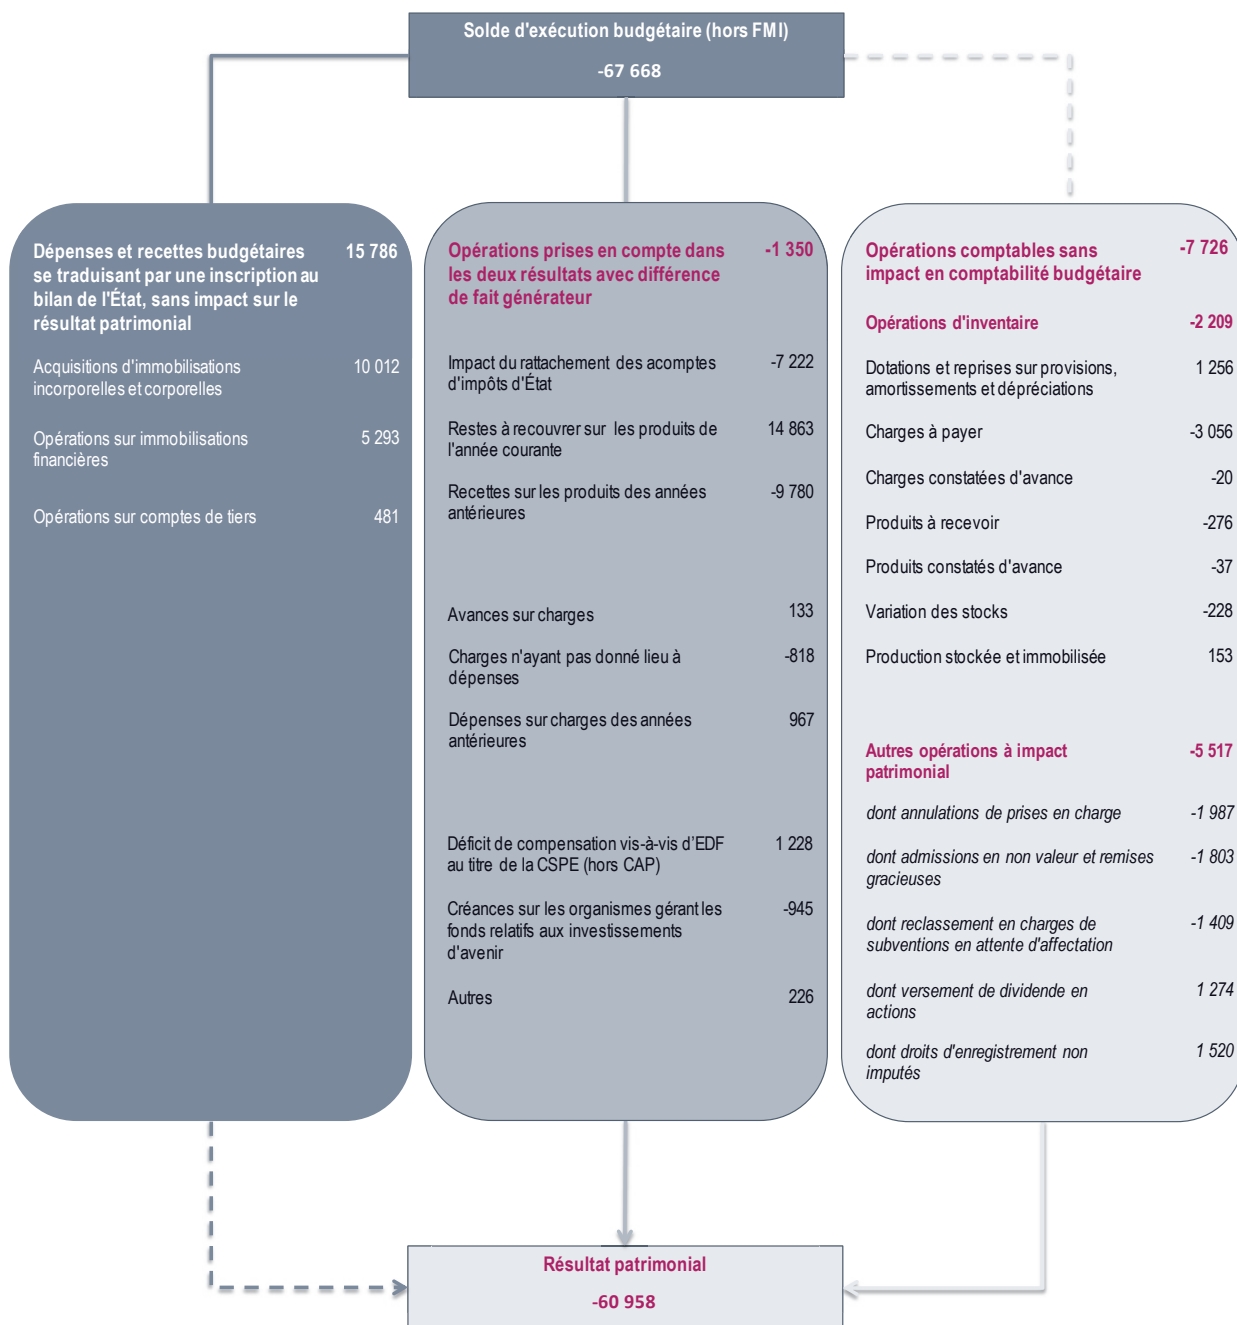 Solde d'exécution budgétaire (hors FMI)
-67 668
Dépenses et recettes budgétaires 15 786
se traduisant par une inscription au
bilan de l'État, sans impact sur le
résultat patrimonial
Acquisitions d'immobilisations 10 012
incorporelles et corporelles
Opérations sur immobilisations 5 293
financières
Opérations sur comptes de tiers 481
Opérations prises en compte dans -1 350
les deux résultats avec différence
de fait générateur
Impact du rattachement des acomptes -7 222
d'impôts d'État
Restes à recouvrer sur les produits de 14 863
l'année courante
Recettes sur les produits des années -9 780
antérieures
Avances sur charges 133
Charges n'ayant pas donné lieu à -818
dépenses
Dépenses sur charges des années 967
antérieures
Déficit de compensation vis-à-vis d'EDF 1 228
au titre de la CSPE (hors CAP)
Créances sur les organismes gérant les -945
fonds relatifs aux investissements
d'avenir
Autres 226
Opérations comptables sans -7 726
impact en comptabilité budgétaire
Opérations d'inventaire -2 209
Dotations et reprises sur provisions, 1 256
amortissements et dépréciations
Charges à payer -3 056
Charges constatées d'avance -20
Produits à recevoir -276
Produits constatés d'avance -37
Variation des stocks -228
Production stockée et immobilisée 153
Autres opérations à impact -5 517
patrimonial
dont annulations de prises en charge -1 987
dont admissions en non valeur et remises -1 803
gracieuses
dont reclassement en charges de -1 409
subventions en attente d'affectation
dont versement de dividende en 1 274
actions
dont droits d'enregistrement non 1 520
imputés
Résultat patrimonial
-60 958